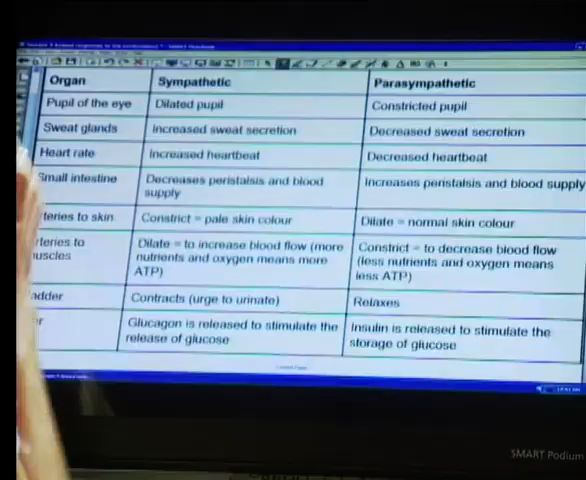 Organ Sympathetic Parasympathetic
Pupil of the eye Dilated pupil Constricted pupil
Sweat glands Increased sweat secretion Decreased sweat secretion
Heart rate Increased heartbeat Decreased heartbeat
Small intestine Decreases peristalsis and blood Increases peristalsis and blood supply
supply
teries to skin Constrict = pale skin colour Dilate = normal skin colour
rteries to Dilate = to increase blood flow (more Constrict = to decrease blood flow
uscles nutrients and oxygen means more (less nutrients and oxygen means
ATP) less ATP)
adder Contracts (urge to urinate) Relaxes
r Glucagon is released to stimulate the Insulin is released to stimulate the
release of glucose storage of glucose
SMART Podium